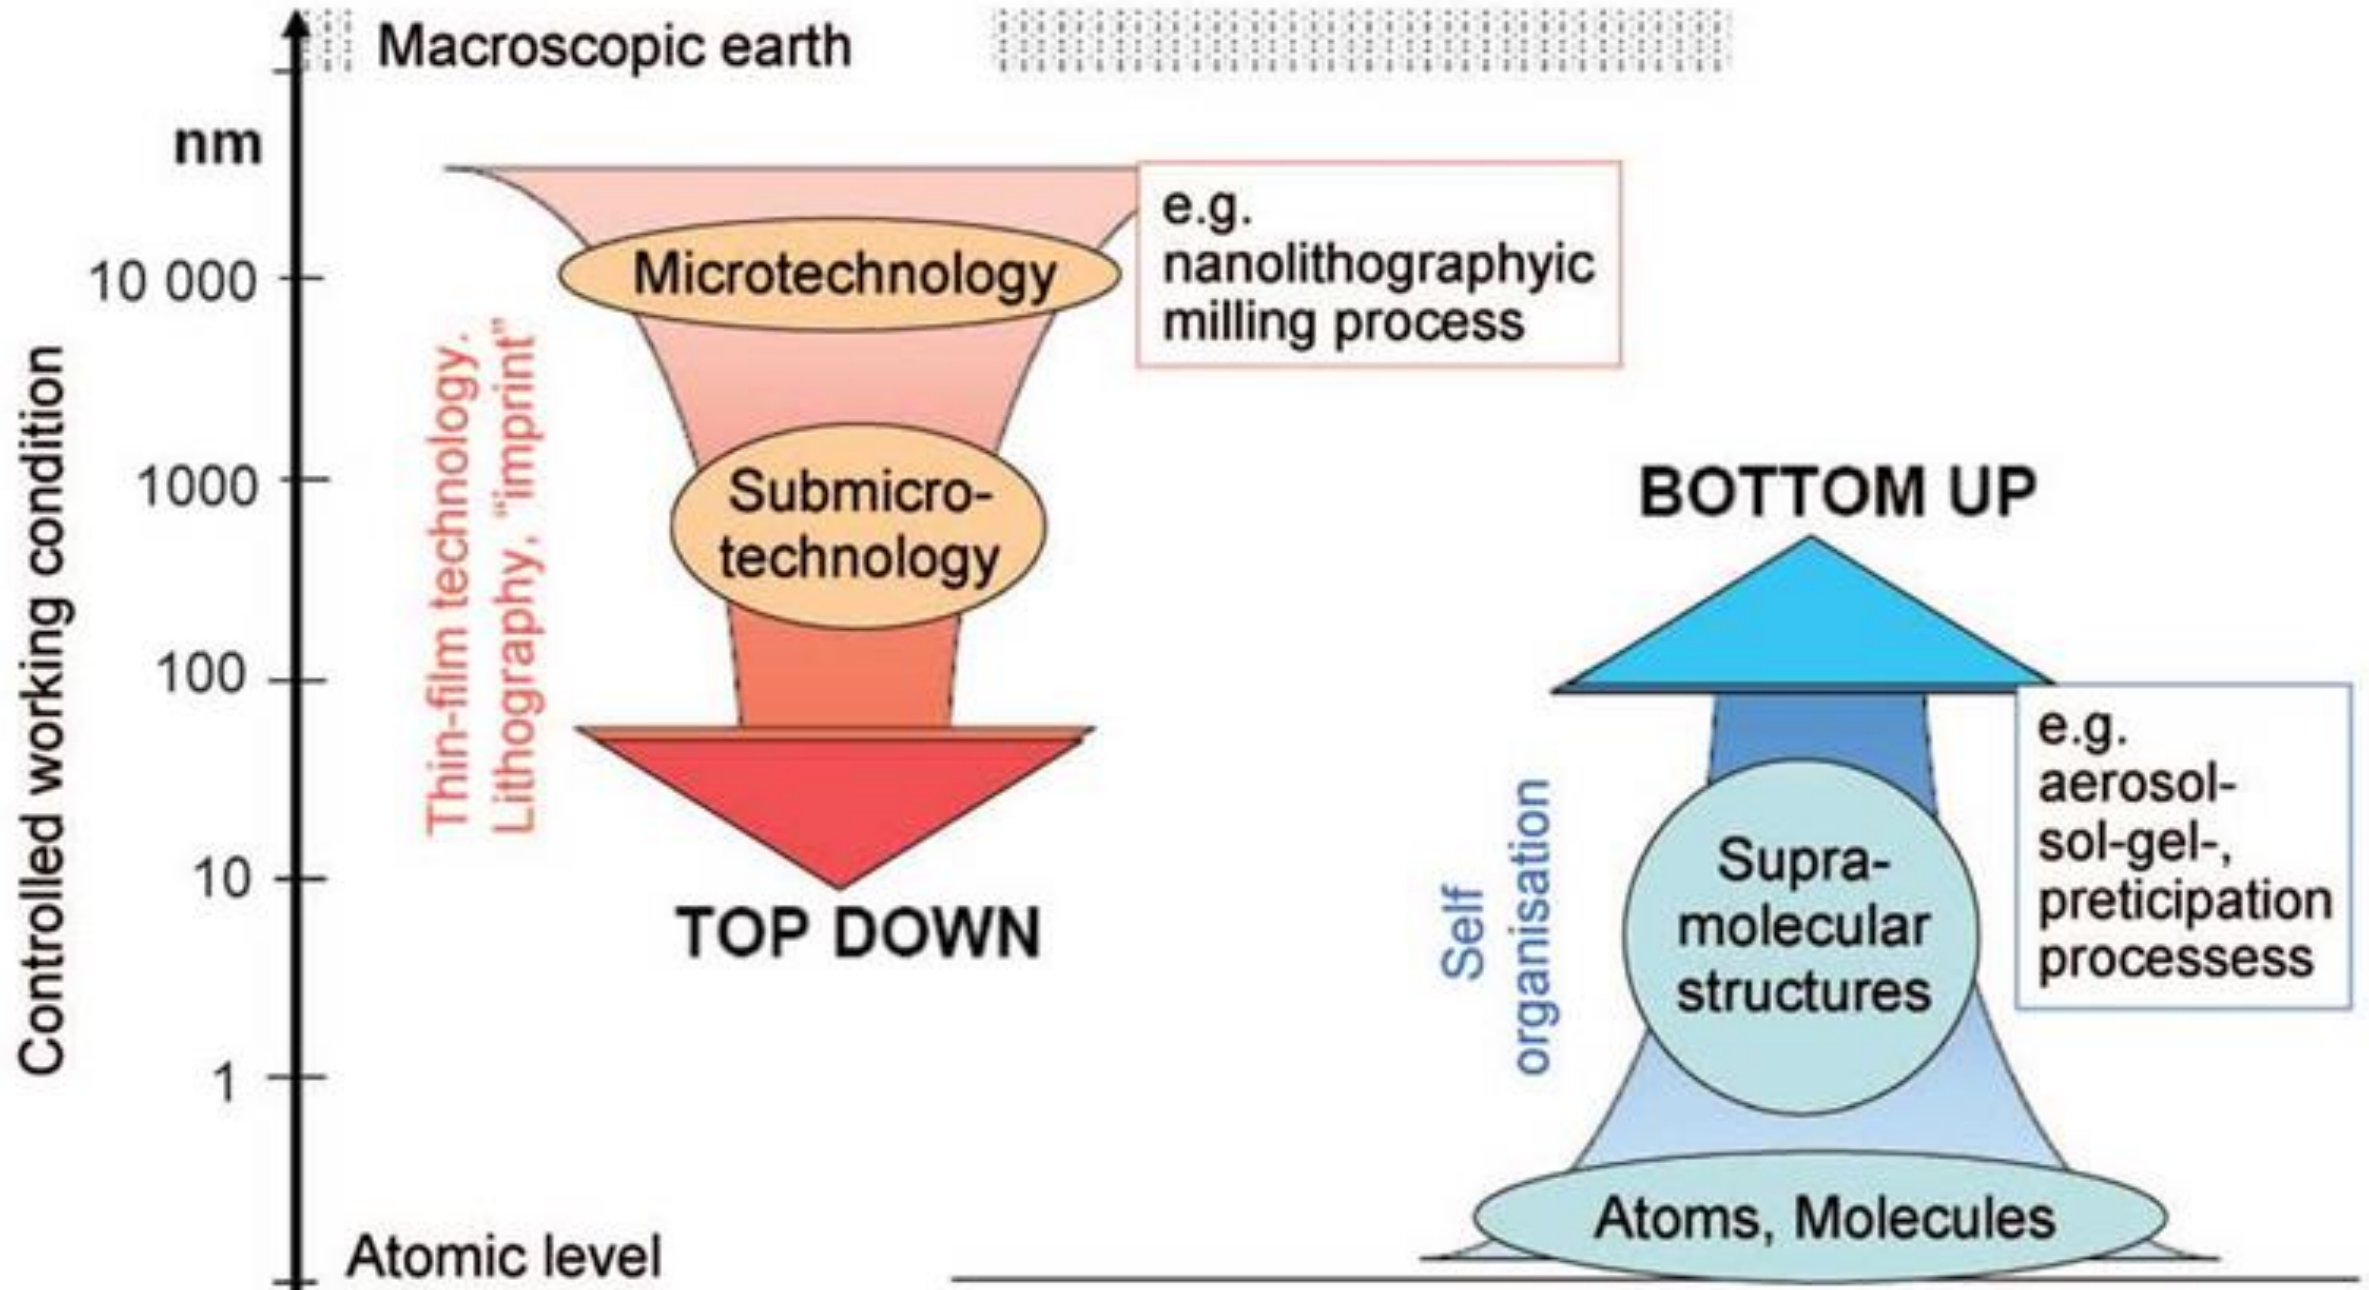 Macroscopic earth
nm
10 000
1000
100
10
1
Controlled working condition
Atomic level
Thin-film technology.
Lithography, "imprint"
Microtechnology
Submicro-
technology
TOP DOWN
e.g.
nanolithographyic
milling process
BOTTOM UP
Self
organisation
Supra-
molecular
structures
Atoms, Molecules
e.g.
aerosol-
sol-gel-,
preticipation
processess